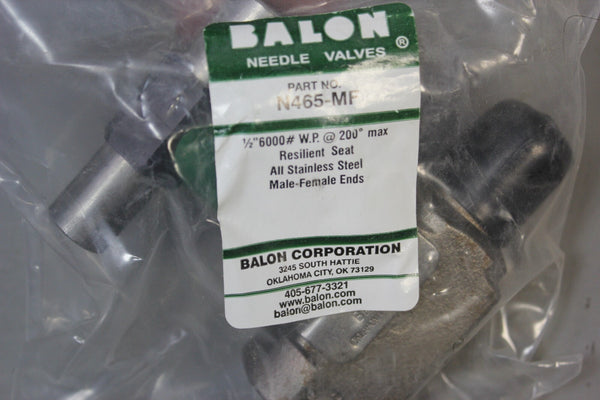 BALON®
NEEDLE VALVES
PART NO.
N465-MF
½"6000# W.P. @ 200° max
Resilient Seat
All Stainless Steel
Male-Female Ends
BALON CORPORATION
3245 SOUTH HATTIE
OKLAHOMA CITY, OK 73129
405-677-3321
www.balon.com
balon@balon.com